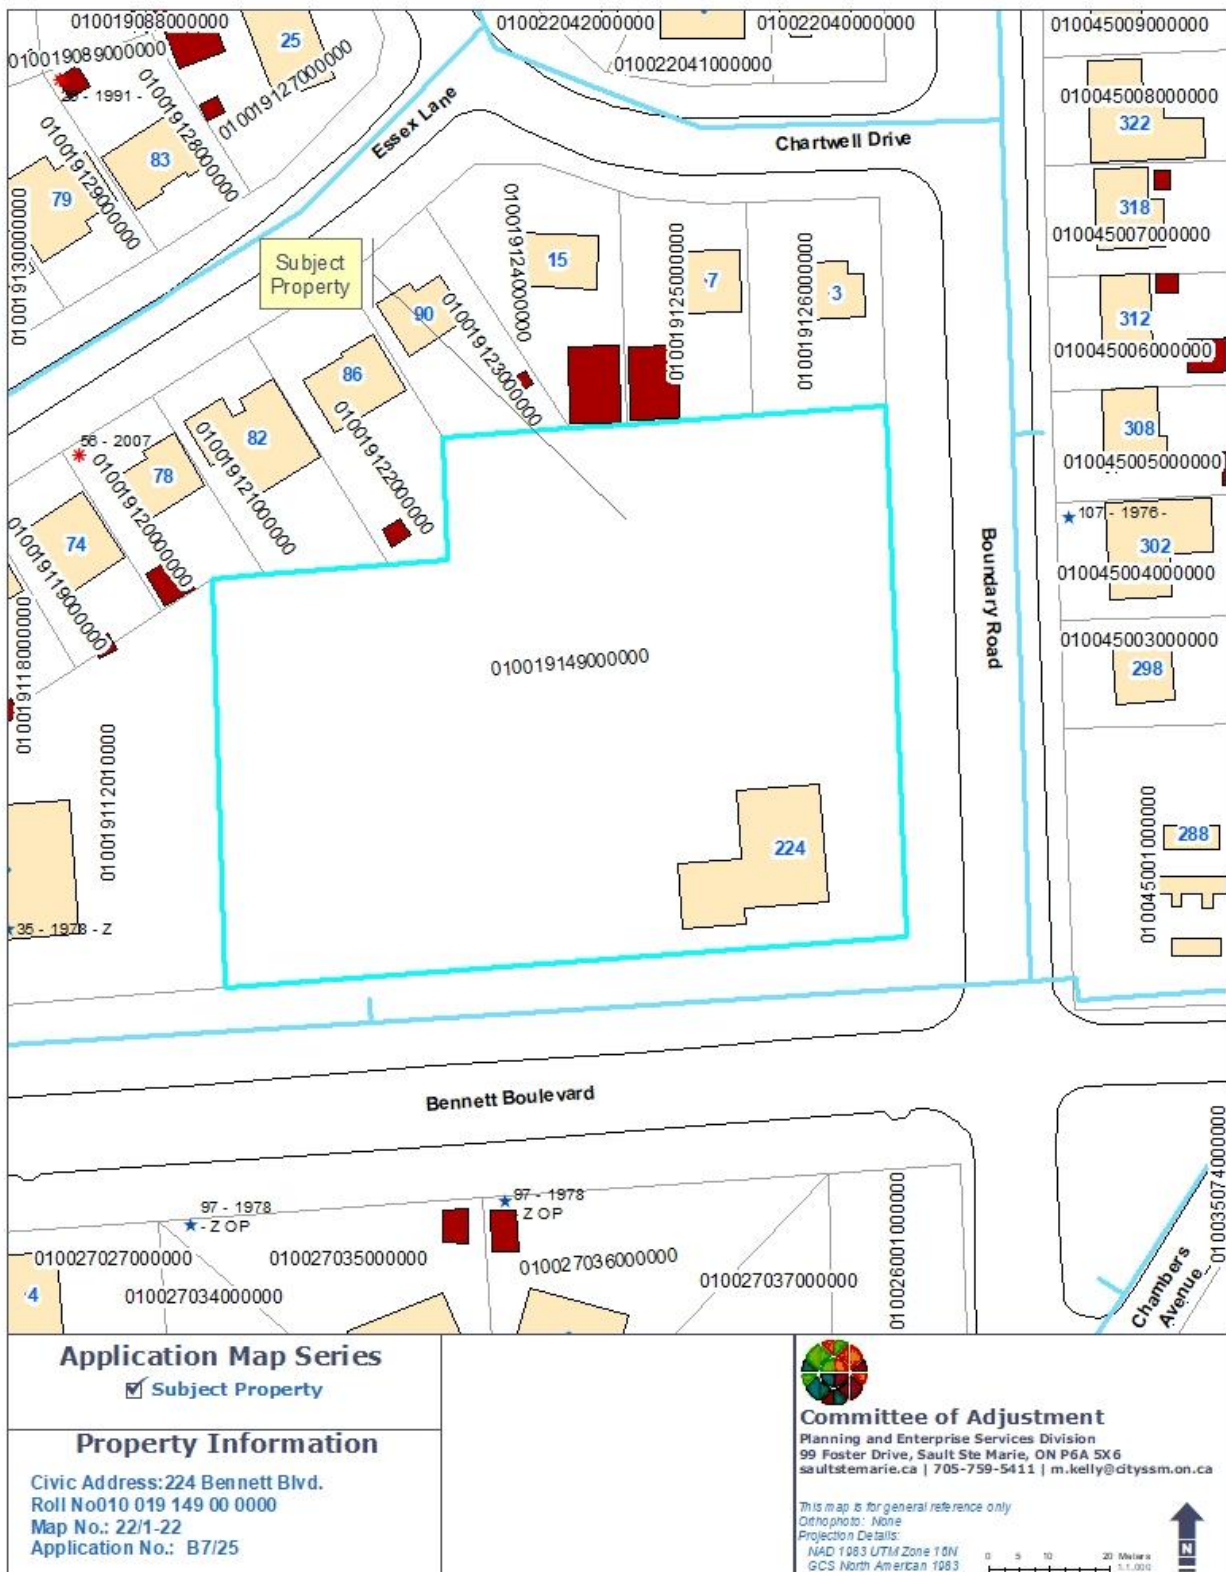 010019088000000
25
010019089000000
26 - 1991 -
010019127000000
010019128000000
83
010019129000000
79
010019130000000
Essex Lane
010022042000000
010022041000000
010022040000000
Chartwell Drive
010045009000000
010045008000000
322
318
010045007000000
312
010045006000000
308
010045005000000
107 - 1976 -
302
010045004000000
010045003000000
298
288
010045001000000
Subject
Property
90
010019123000000
010019124000000
15
7
010019125000000
3
010019126000000
86
010019122000000
82
010019121000000
56 - 2007
78
010019120000000
74
010019119000000
010019118000000
010019112010000
35 - 1978 - Z
010019149000000
224
Boundary Road
Bennett Boulevard
97 - 1978
- Z OP
97 - 1978
- Z OP
010027027000000
4
010027034000000
010027035000000
010027036000000
010027037000000
010026001000000
Chambers
Avenue
010035074000000
Application Map Series
Subject Property
Property Information
Civic Address:224 Bennett Blvd.
Roll No010 019 149 00 0000
Map No.: 22/1-22
Application No.: B7/25
Committee of Adjustment
Planning and Enterprise Services Division
99 Foster Drive, Sault Ste Marie, ON P6A 5X6
saultstemarie.ca | 705-759-5411 | m.kelly@cityssm.on.ca
This map is for general reference only
Orthophoto: None
Projection Details:
NAD 1983 UTM Zone 16N
GCS North American 1983
0 5 10 20 Meters
1:1,000
N